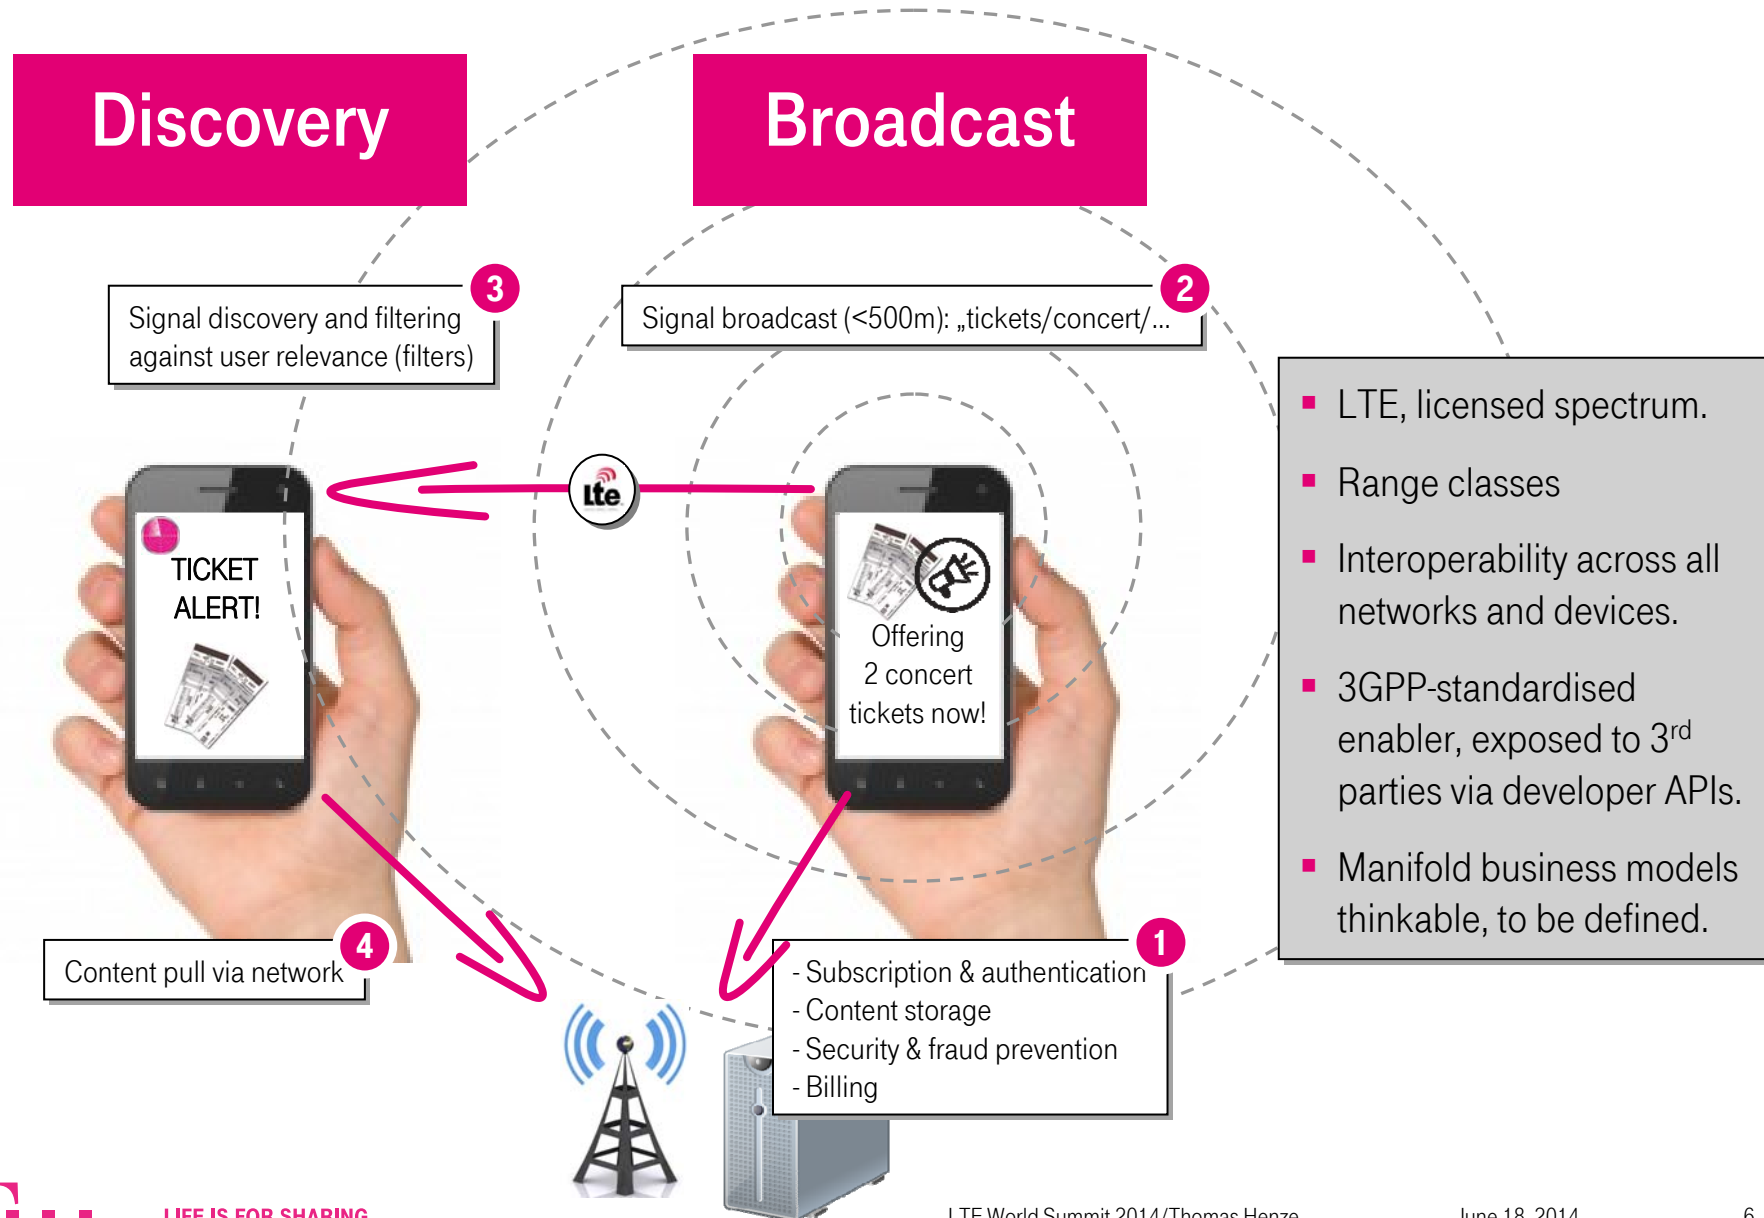 Discovery
Broadcast
3
Signal discovery and filtering
against user relevance (filters)
2
Signal broadcast (<500m): „tickets/concert/...
LTE, licensed spectrum.
Range classes
Interoperability across all
networks and devices.
3GPP-standardised
enabler, exposed to 3rd
parties via developer APIs.
Manifold business models
thinkable, to be defined.
Lte
TICKET
ALERT!
Offering
2 concert
tickets now!
4
Content pull via network
1
- Subscription & authentication
- Content storage
- Security & fraud prevention
- Billing
LIFE IS FOR SHARING
LTE World Summit 2014/Thomas Henze
June 18, 2014
6